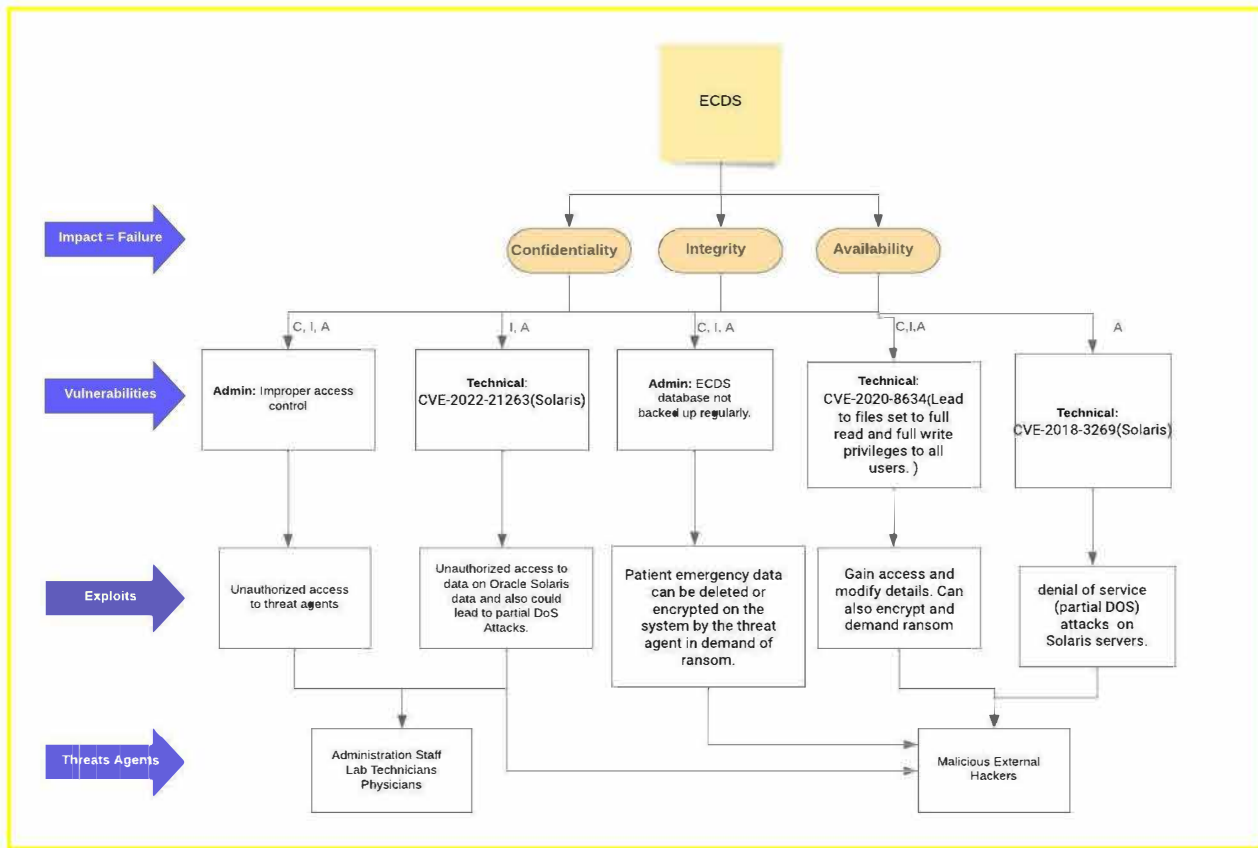 ECDS
Impact = Failure
Confidentiality
Integrity
Availability
C, I, A
I, A
C, I, A
C,I,A
A
Vulnerabilities
Admin: Improper access
control
Technical:
CVE-2022-21263(Solaris)
Admin: ECDS
database not
backed up regularly.
Technical:
CVE-2020-8634(Lead
to files set to full
read and full write
privileges to all
users. )
Technical:
CVE-2018-3269(Solaris)
Exploits
Unauthorized access
to threat agents
Unauthorized access to
data on Oracle Solaris
data and also could
lead to partial DoS
Attacks.
Patient emergency data
can be deleted or
encrypted on the
system by the threat
agent in demand of
ransom.
Gain access and
modify details. Can
also encrypt and
demand ransom
denial of service
(partial DOS)
attacks on
Solaris servers.
Threats Agents
Administration Staff
Lab Technicians
Physicians
Malicious External
Hackers